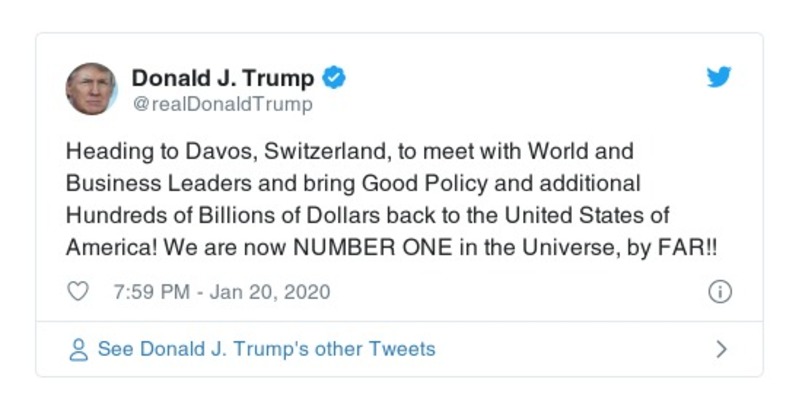 Donald J. Trump
@realDonaldTrump
Heading to Davos, Switzerland, to meet with World and
Business Leaders and bring Good Policy and additional
Hundreds of Billions of Dollars back to the United States of
America! We are now NUMBER ONE in the Universe, by FAR!!
7:59 PM - Jan 20, 2020
See Donald J. Trump's other Tweets